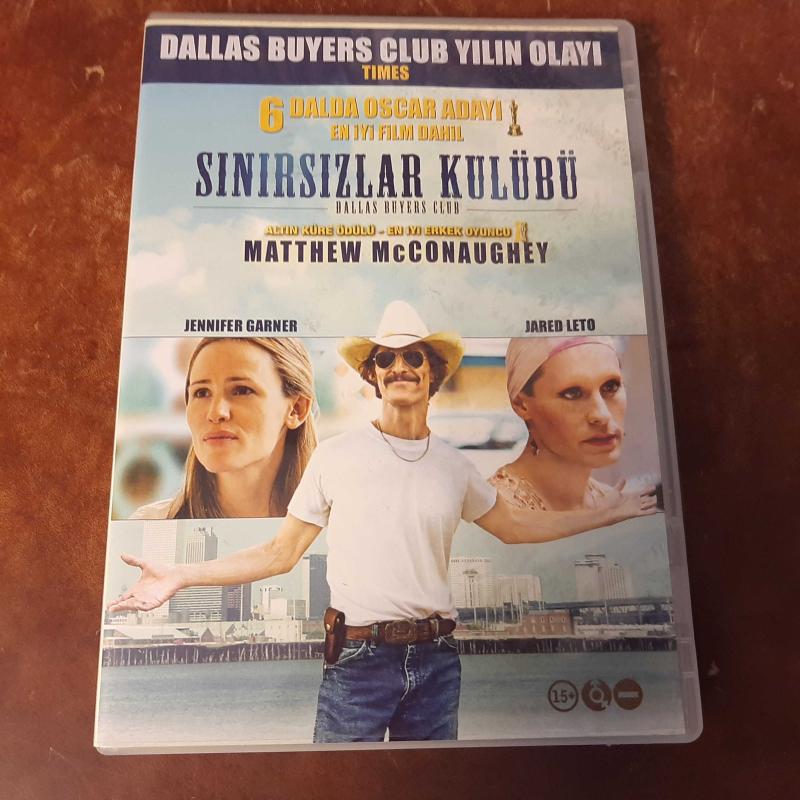 DALLAS BUYERS CLUB YILIN OLAYI
TIMES
6 DALDA OSCAR ADAYI
EN İYİ FİLM DAHİL
SINIRSIZLAR KULÜBÜ
DALLAS BUYERS CLUB
ALTIN KÜRE ÖDÜLÜ - EN İYİ ERKEK OYUNCU
MATTHEW McCONAUGHEY
JENNIFER GARNER
JARED LETO
15+